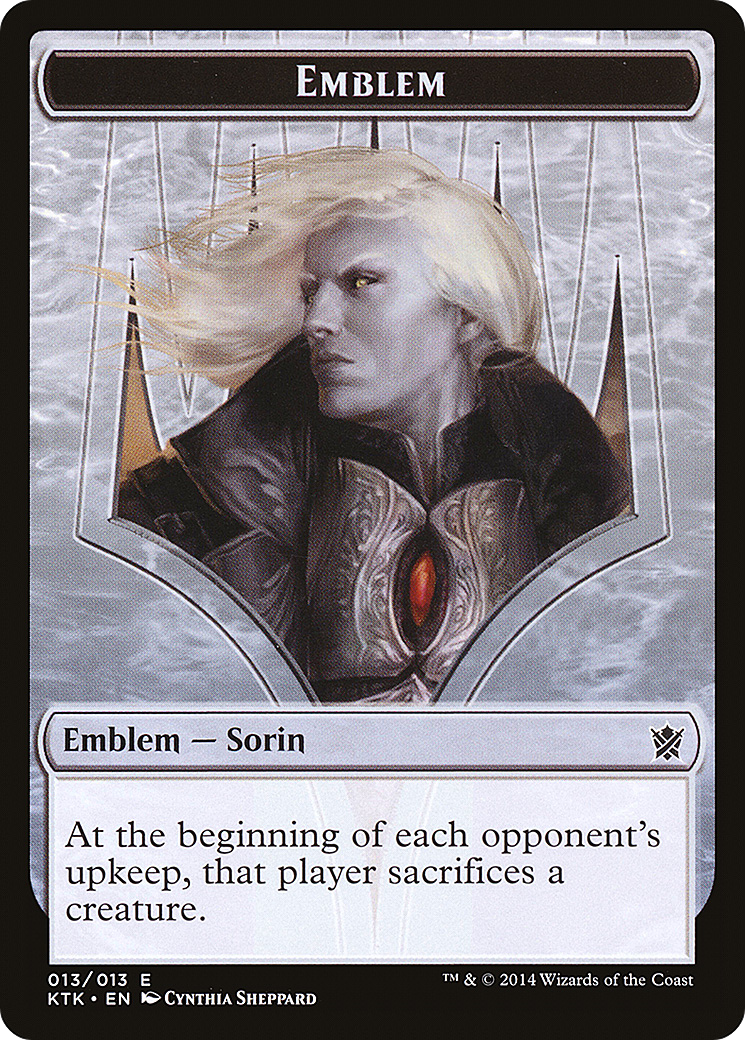 Emblem
Emblem — Sorin
At the beginning of each opponent's
upkeep, that player sacrifices a
creature.
013/013 E
KTK • EN Cynthia Sheppard
™ & © 2014 Wizards of the Coast